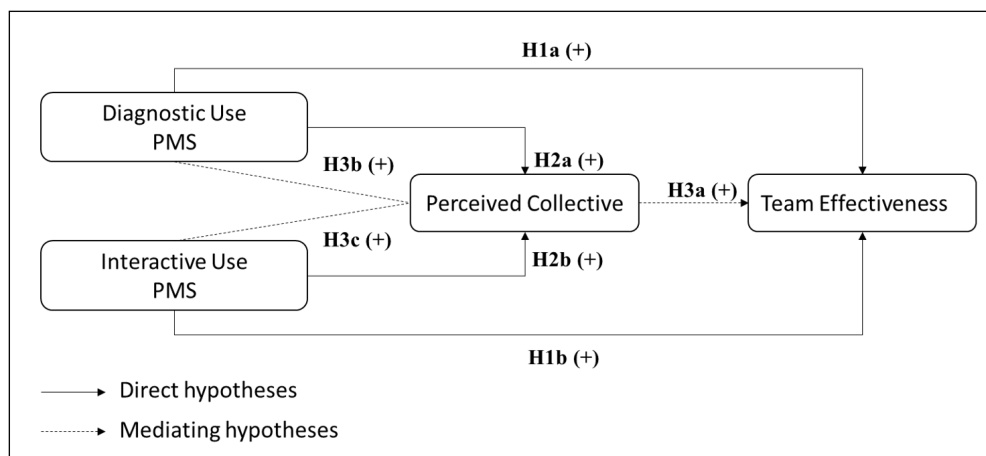 H1a (+)
Diagnostic Use
PMS
H3b (+)
H2a (+)
Perceived Collective
H3a (+)
Team Effectiveness
H3c (+)
Interactive Use
PMS
H2b (+)
H1b (+)
Direct hypotheses
Mediating hypotheses